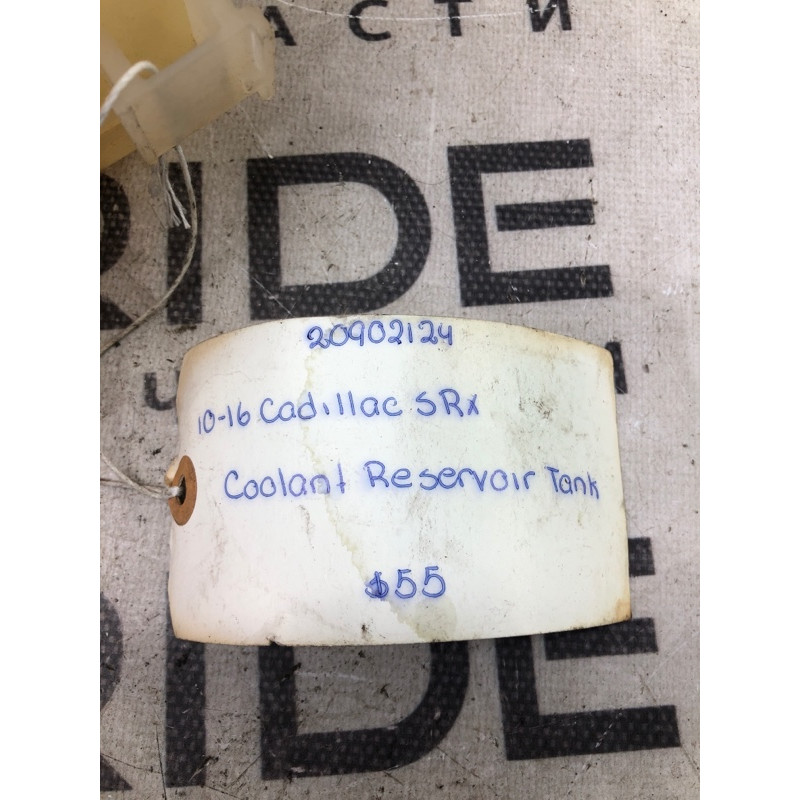 АСТИ
RIDE
20902124
10-16 Cadillac SRX
Coolant Reservoir Tank
$55
RIDE